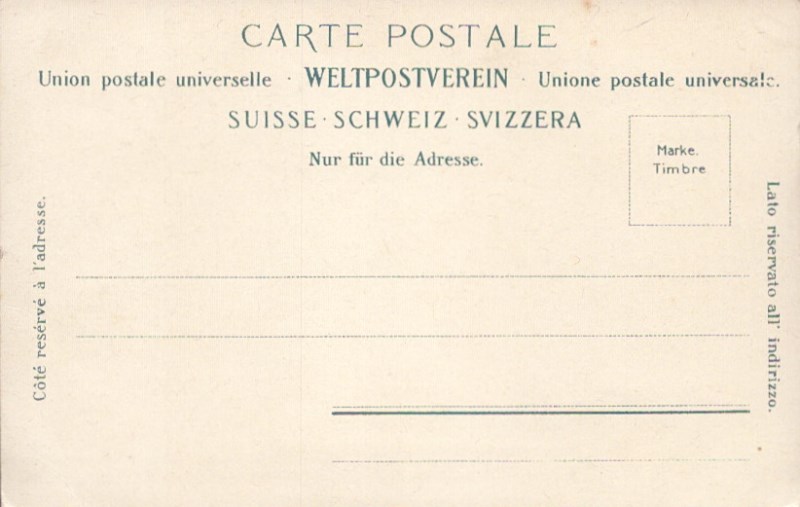 CARTE POSTALE
Union postale universelle · WELTPOSTVEREIN · Unione postale universale.
SUISSE · SCHWEIZ · SVIZZERA
Nur für die Adresse.
Marke.
Timbre
Côté resérvé à l'adresse.
Lato riservato all' indirizzo.